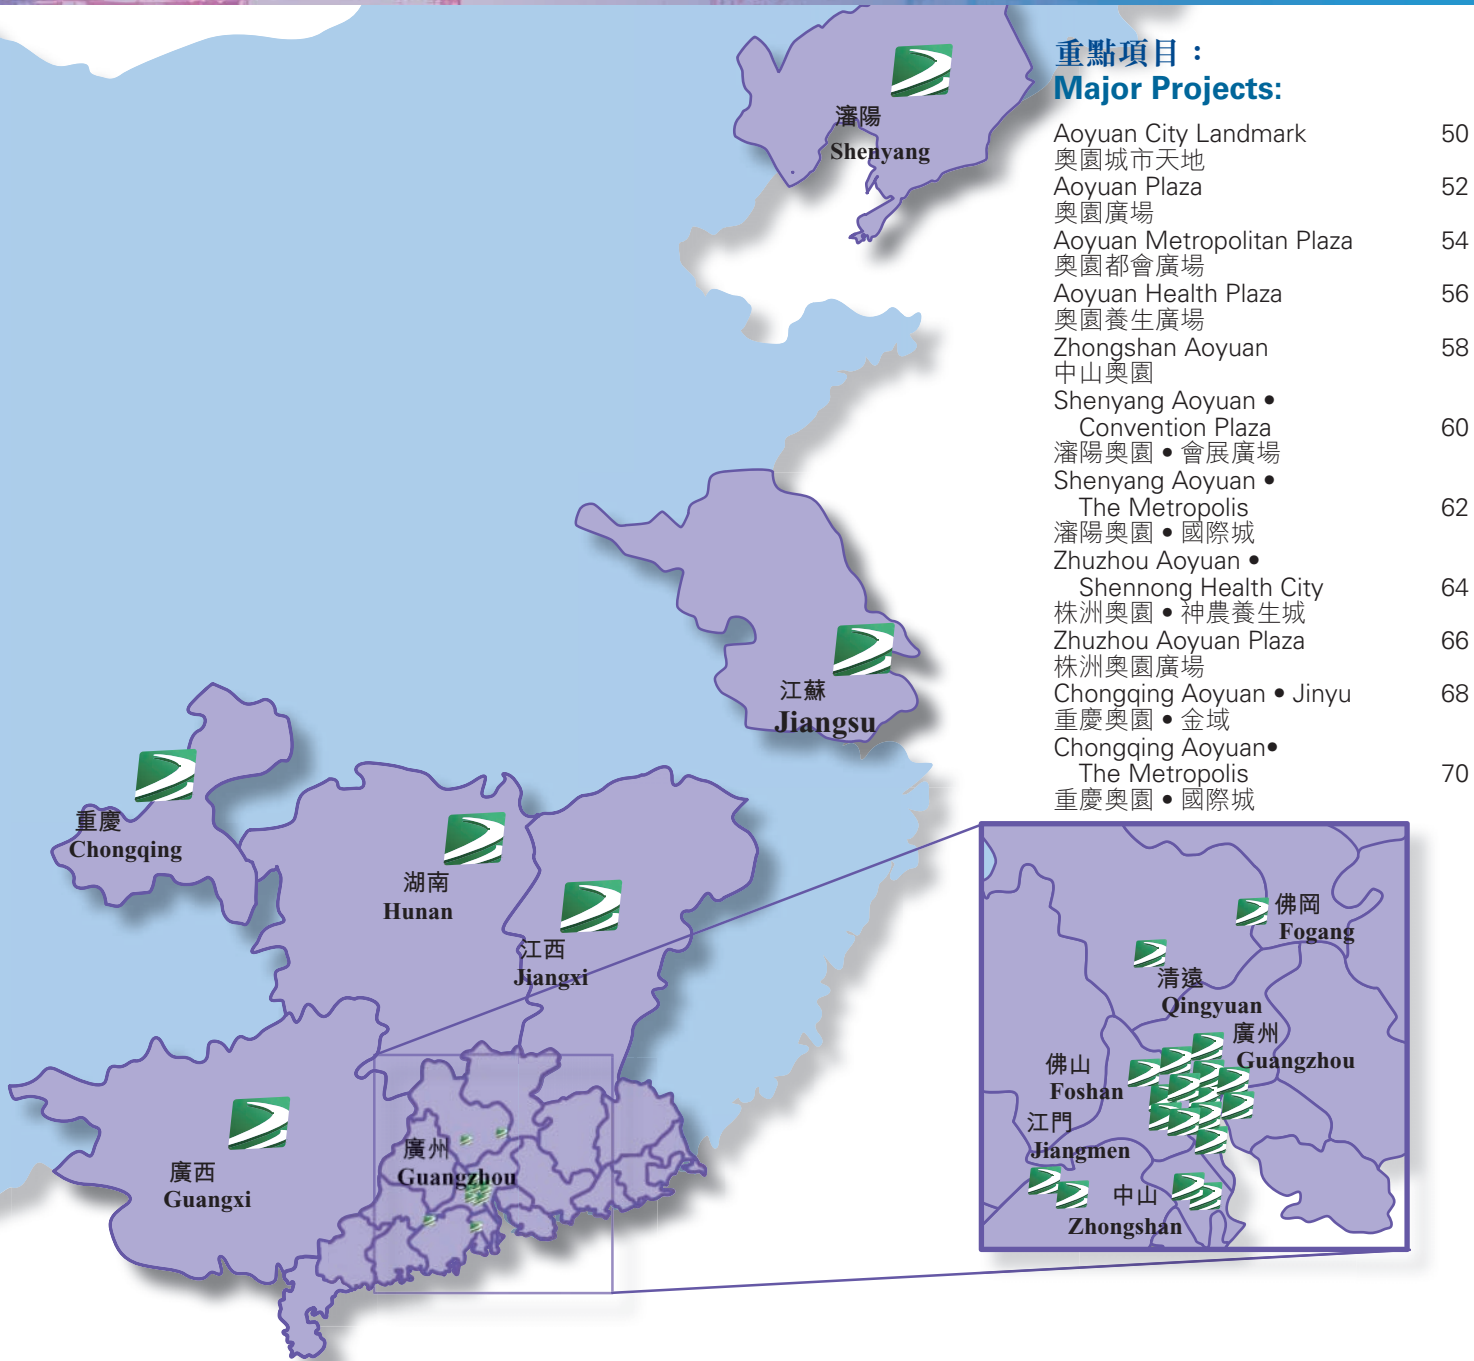 重點項目：
Major Projects:
Aoyuan City Landmark 50
奧園城市天地
Aoyuan Plaza 52
奧園廣場
Aoyuan Metropolitan Plaza 54
奧園都會廣場
Aoyuan Health Plaza 56
奧園養生廣場
Zhongshan Aoyuan 58
中山奧園
Shenyang Aoyuan •
Convention Plaza 60
瀋陽奧園 • 會展廣場
Shenyang Aoyuan •
The Metropolis 62
瀋陽奧園 • 國際城
Zhuzhou Aoyuan •
Shennong Health City 64
株洲奧園 • 神農養生城
Zhuzhou Aoyuan Plaza 66
株洲奧園廣場
Chongqing Aoyuan • Jinyu 68
重慶奧園 • 金域
Chongqing Aoyuan•
The Metropolis 70
重慶奧園 • 國際城
瀋陽
Shenyang
江蘇
Jiangsu
重慶
Chongqing
湖南
Hunan
江西
Jiangxi
廣西
Guangxi
廣州
Guangzhou
佛岡
Fogang
清遠
Qingyuan
廣州
Guangzhou
佛山
Foshan
江門
Jiangmen
中山
Zhongshan